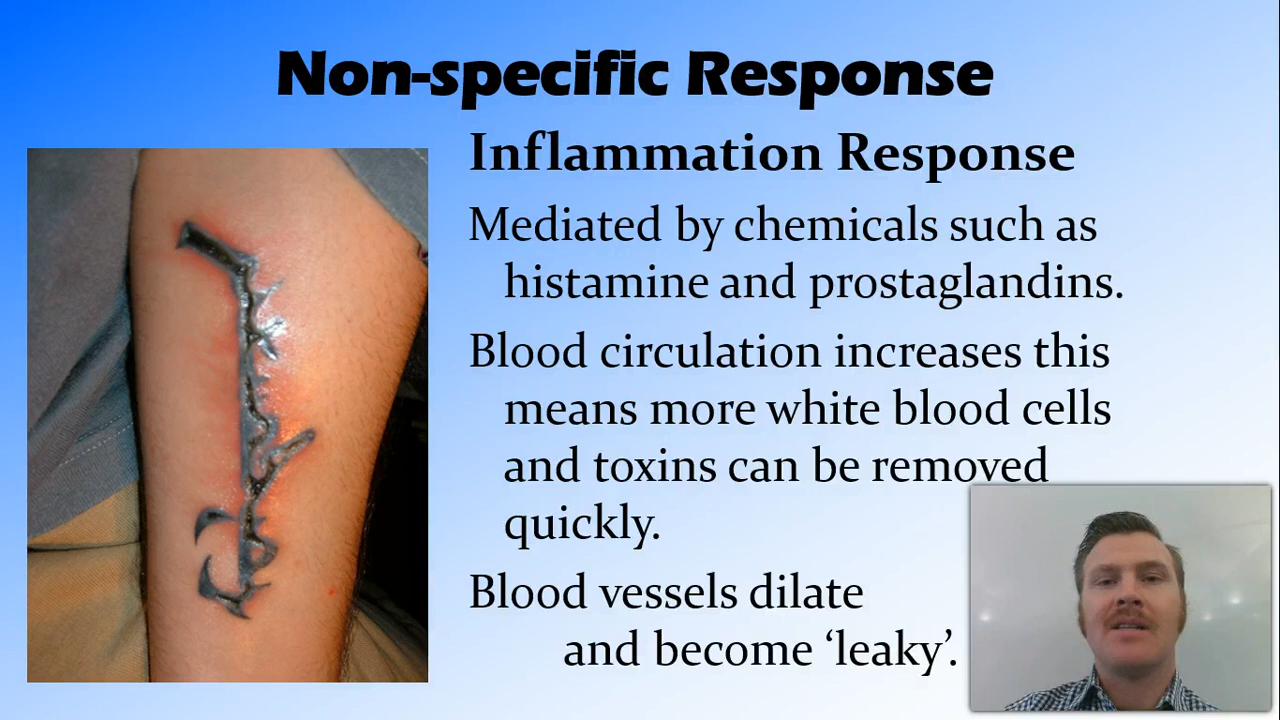 Non-specific Response
Inflammation Response
Mediated by chemicals such as
histamine and prostaglandins.
Blood circulation increases this
means more white blood cells
and toxins can be removed
quickly.
Blood vessels dilate
and become ‘leaky’.